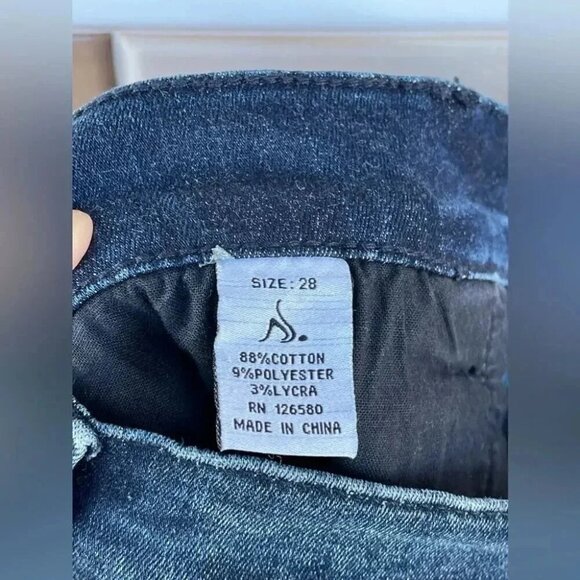 SIZE: 28
88%COTTON
9%POLYESTER
3%LYCRA
RN 126580
MADE IN CHINA